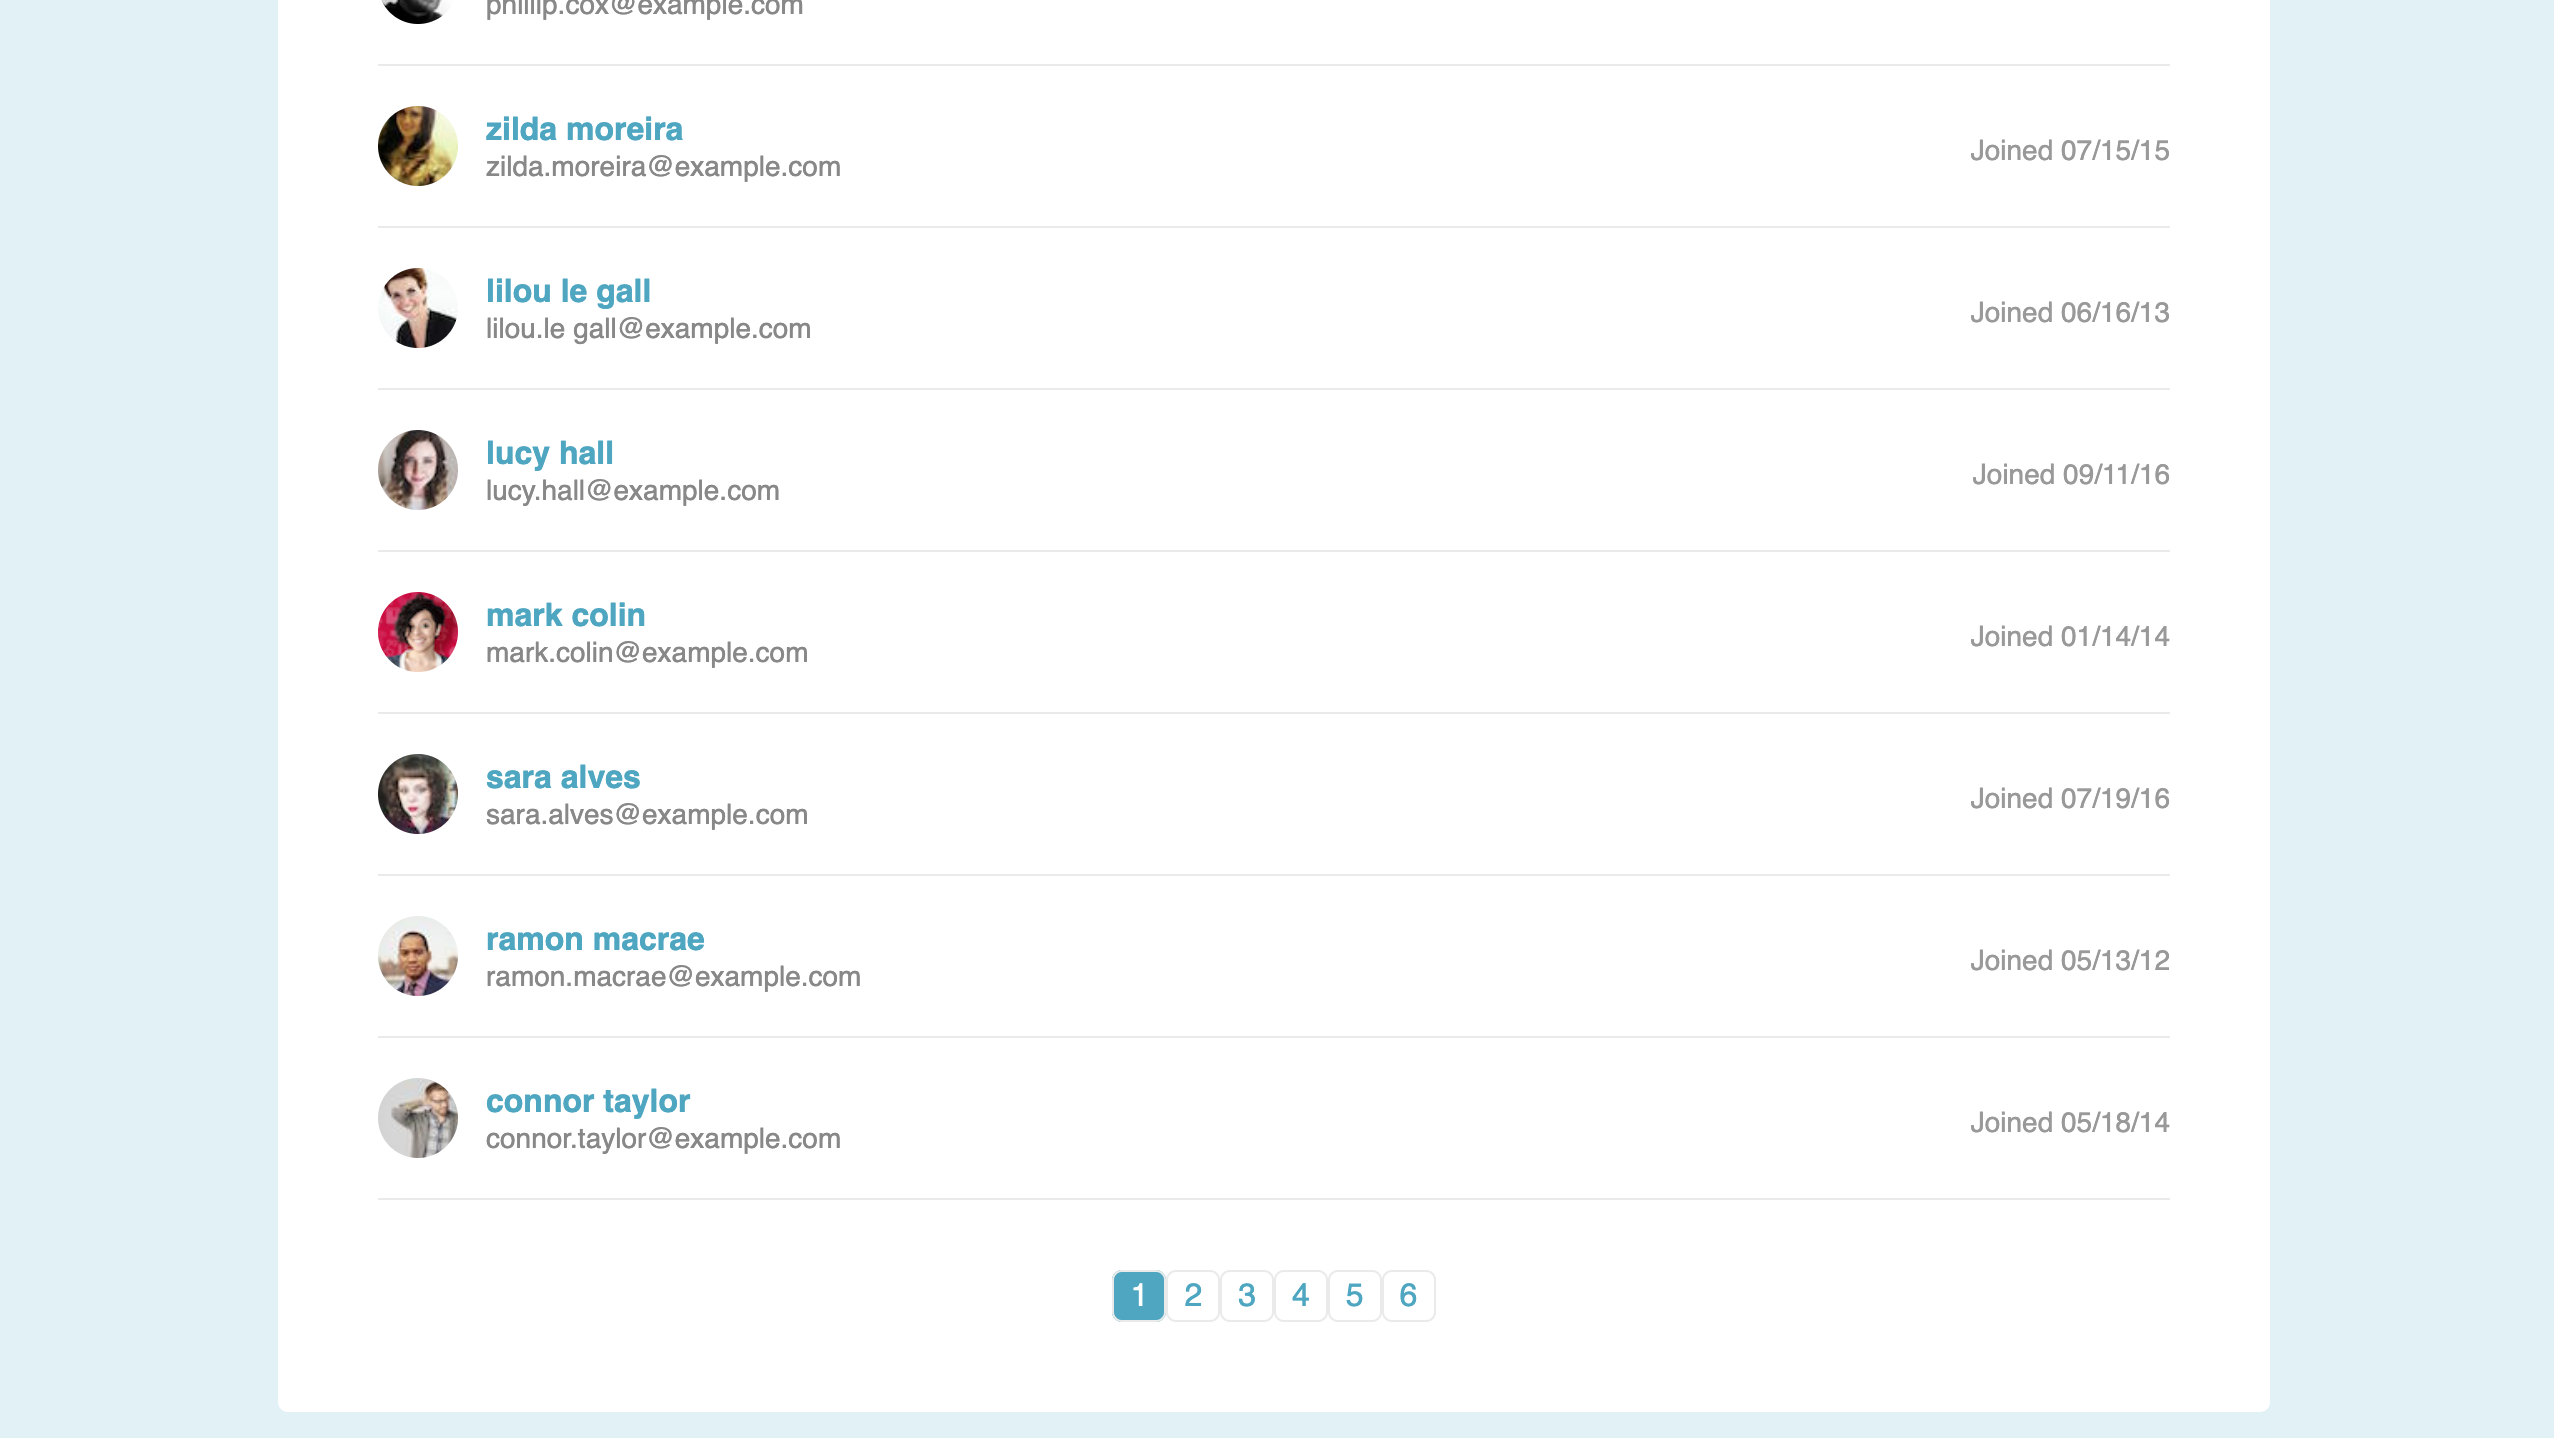 phillip.cox@example.com
zilda moreira
zilda.moreira@example.com
Joined 07/15/15
lilou le gall
lilou.le gall@example.com
Joined 06/16/13
lucy hall
lucy.hall@example.com
Joined 09/11/16
mark colin
mark.colin@example.com
Joined 01/14/14
sara alves
sara.alves@example.com
Joined 07/19/16
ramon macrae
ramon.macrae@example.com
Joined 05/13/12
connor taylor
connor.taylor@example.com
Joined 05/18/14
1 2 3 4 5 6